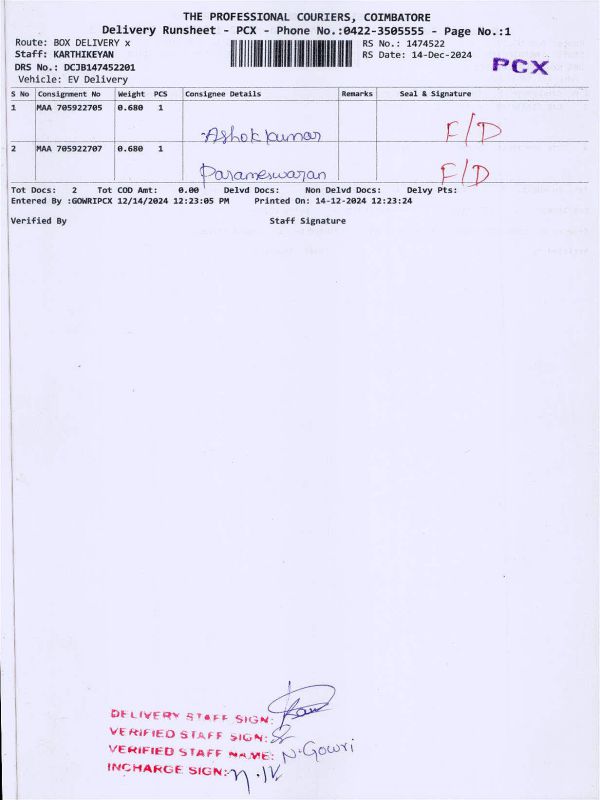 THE PROFESSIONAL COURIERS, COIMBATORE
Delivery Runsheet - PCX - Phone No.:0422-3505555 - Page No.:1
Route: BOX DELIVERY x RS No.: 1474522
Staff: KARTHIKEYAN RS Date: 14-Dec-2024
PCX
DRS No.: DCJB147452201
Vehicle: EV Delivery
S No Consignment No Weight PCS Consignee Details Remarks Seal & Signature
1 MAA 705922705 0.680 1
Ashokkumar F/D
2 MAA 705922707 0.680 1
Parameswaran F/D
Tot Docs: 2 Tot COD Amt: 0.00 Delvd Docs: Non Delvd Docs: Delvy Pts:
Entered By :GOWRIPCX 12/14/2024 12:23:05 PM Printed On: 14-12-2024 12:23:24
Verified By Staff Signature
DELIVERY STAFF SIGN:
VERIFIED STAFF SIGN:
VERIFIED STAFF NAME: N.Gowri
INCHARGE SIGN: